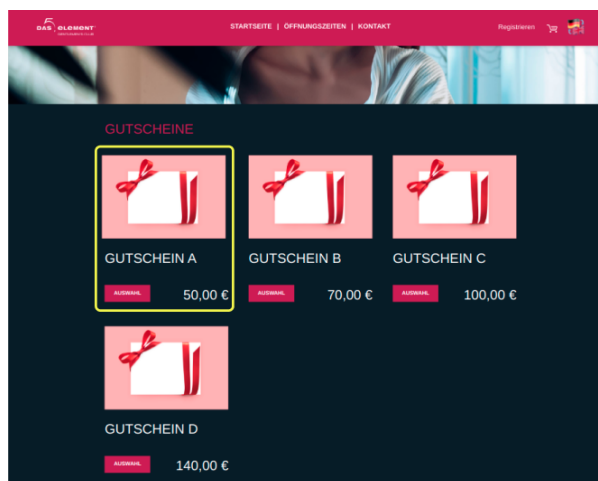 DAS 5 ELEMENT
STARTSEITE | ÖFFNUNGSZEITEN | KONTAKT
Registrieren
GUTSCHEINE
GUTSCHEIN A
GUTSCHEIN B
GUTSCHEIN C
AUSWAHL 50,00 €
AUSWAHL 70,00 €
AUSWAHL 100,00 €
GUTSCHEIN D
AUSWAHL 140,00 €